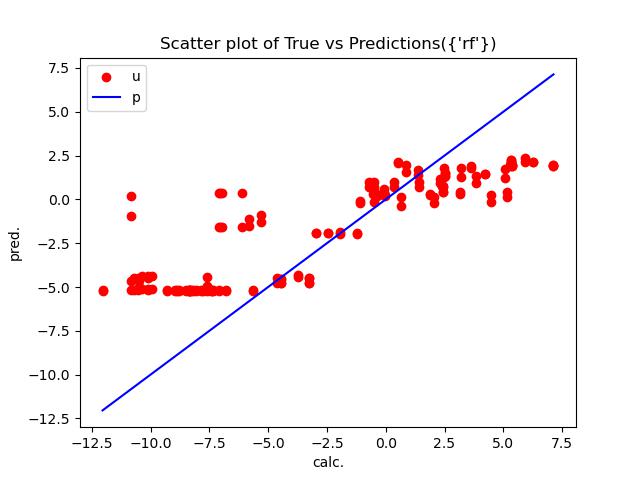 Scatter plot of True vs Predictions({'rf'})
u
p
7.5
5.0
2.5
0.0
−2.5
−5.0
−7.5
−10.0
−12.5
pred.
−12.5 −10.0 −7.5 −5.0 −2.5 0.0 2.5 5.0 7.5
calc.